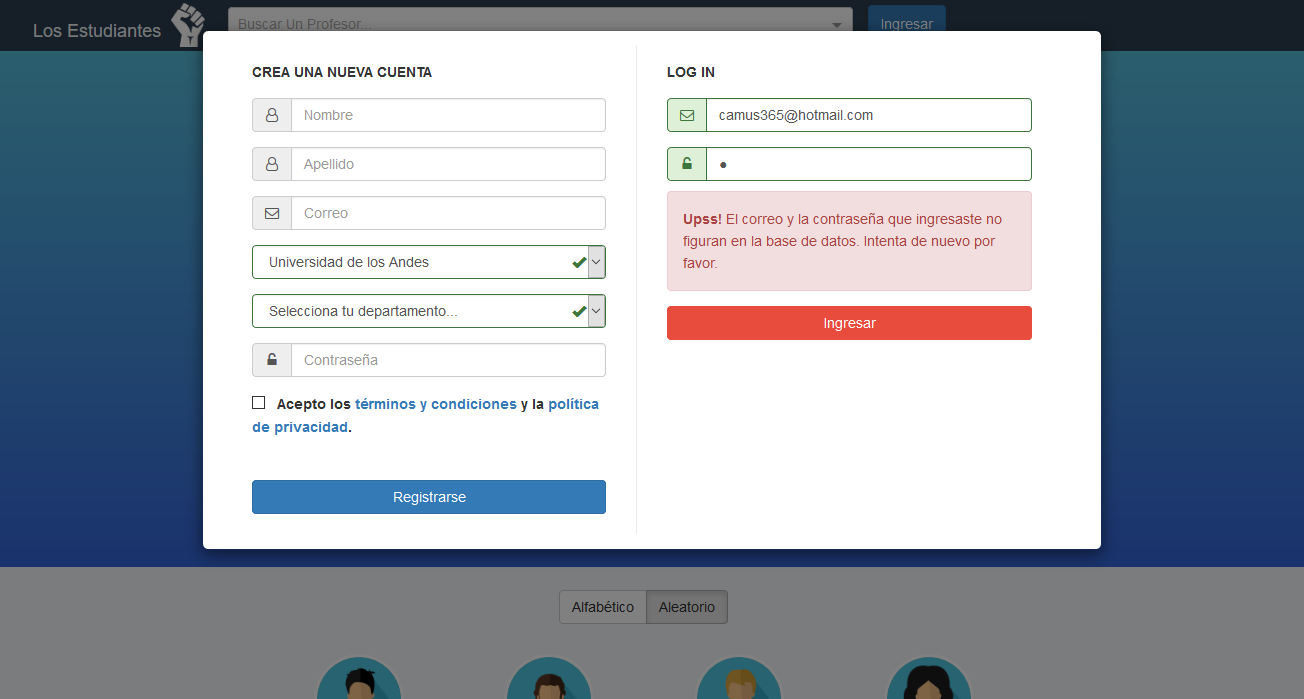 Los Estudiantes
Buscar Un Profesor...
Ingresar
CREA UNA NUEVA CUENTA
Nombre
Apellido
Correo
Universidad de los Andes
Selecciona tu departamento...
Contraseña
Acepto los términos y condiciones y la política
de privacidad.
Registrarse
LOG IN
camus365@hotmail.com
Upss! El correo y la contraseña que ingresaste no
figuran en la base de datos. Intenta de nuevo por
favor.
Ingresar
Alfabético
Aleatorio